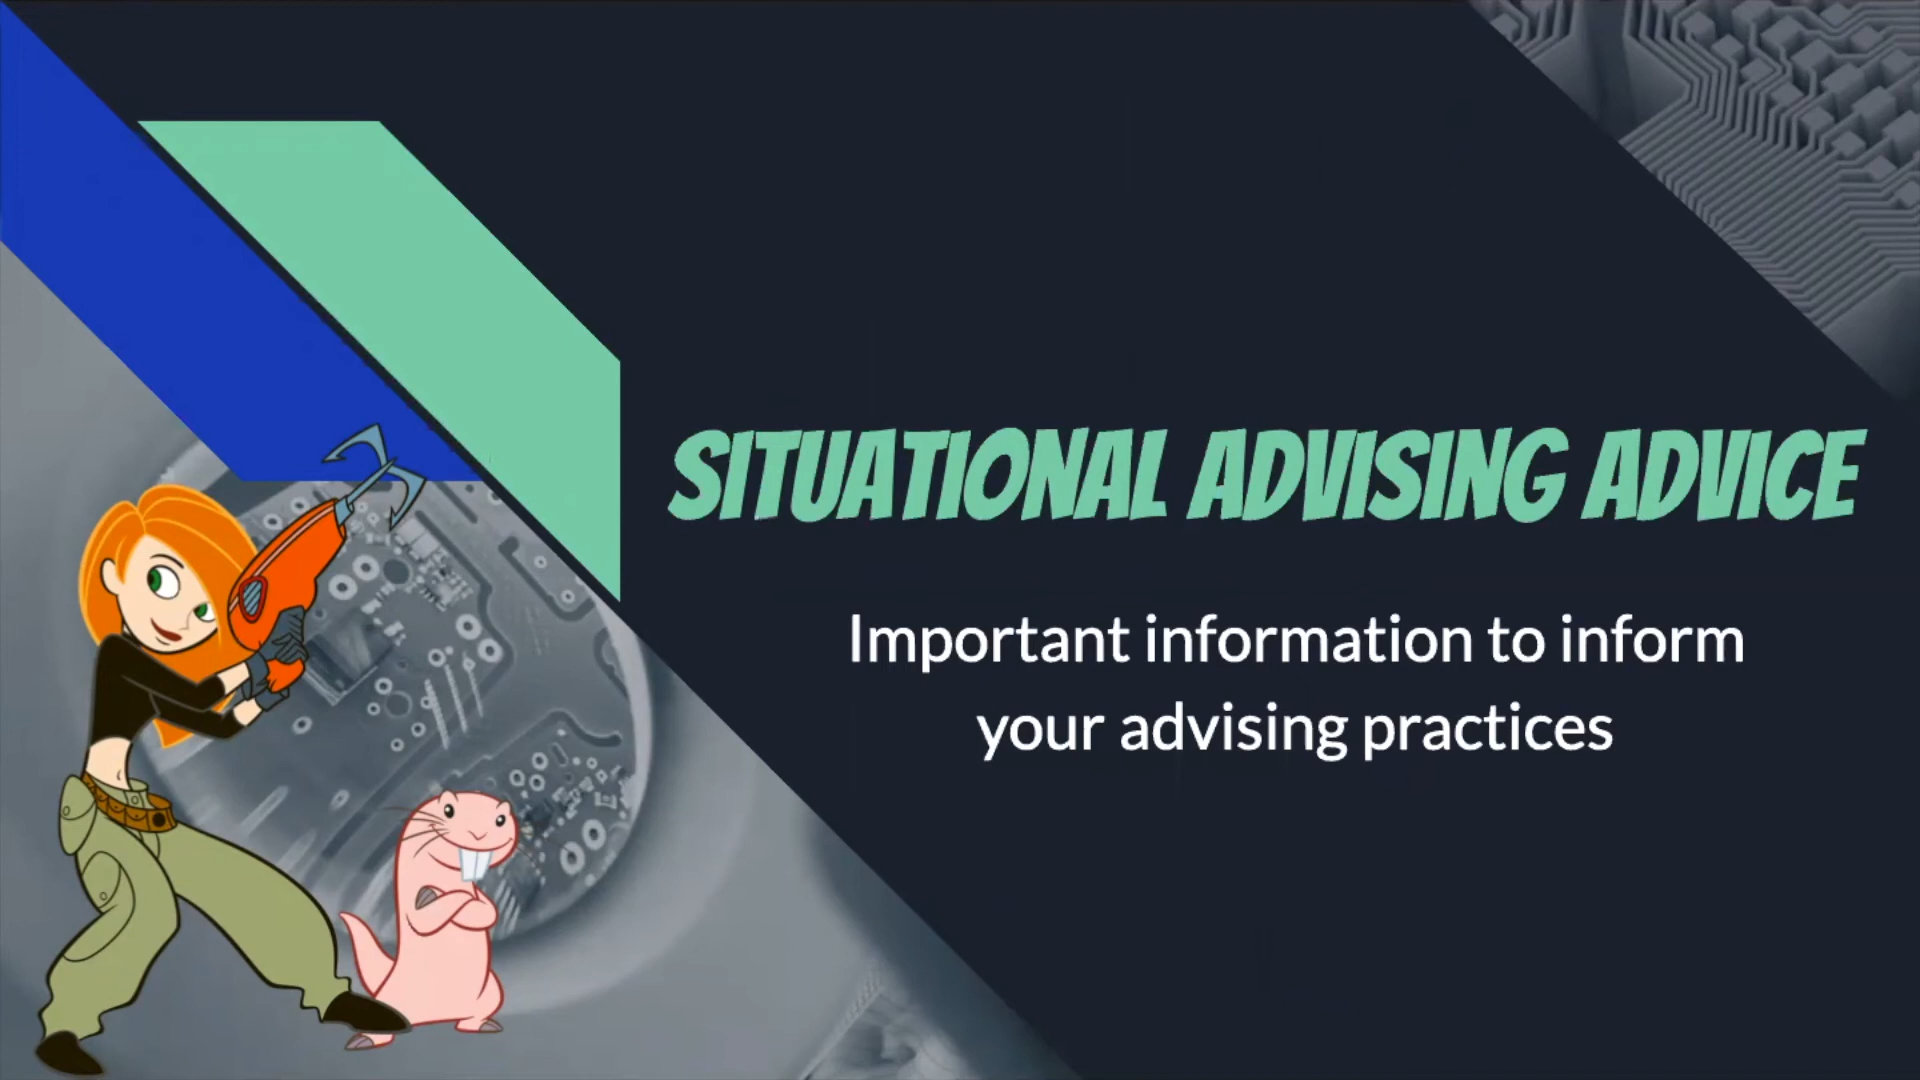 SITUATIONAL ADVISING ADVICE
Important information to inform
your advising practices